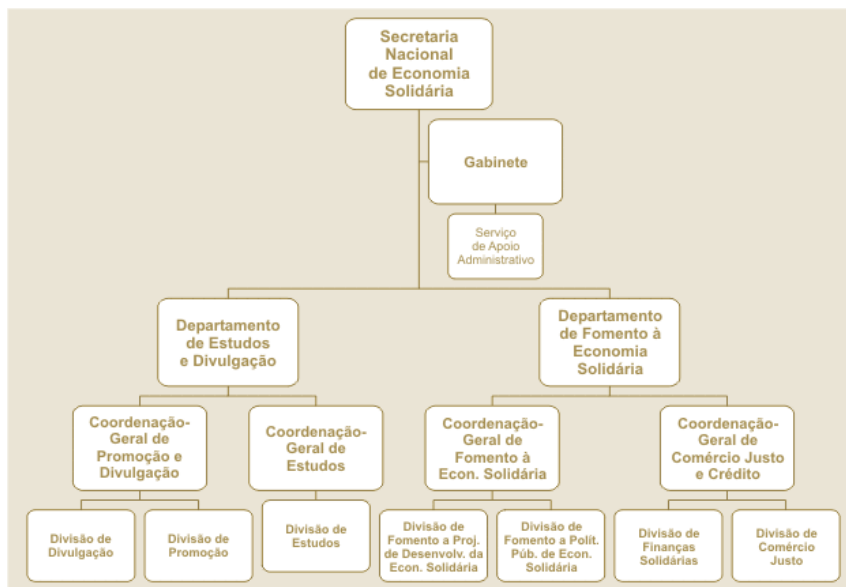 Secretaria
Nacional
de Economia
Solidária
Gabinete
Serviço
de Apoio
Administrativo
Departamento
de Estudos
e Divulgação
Departamento
de Fomento à
Economia
Solidária
Coordenação-
Geral de
Promoção e
Divulgação
Coordenação-
Geral de
Estudos
Coordenação-
Geral de
Fomento à
Econ. Solidária
Coordenação-
Geral de
Comércio Justo
e Crédito
Divisão de
Divulgação
Divisão de
Promoção
Divisão de
Estudos
Divisão de
Fomento a Proj.
de Desenvolv. da
Econ. Solidária
Divisão de
Fomento a Polít.
Púb. de Econ.
Solidária
Divisão de
Finanças
Solidárias
Divisão de
Comércio
Justo